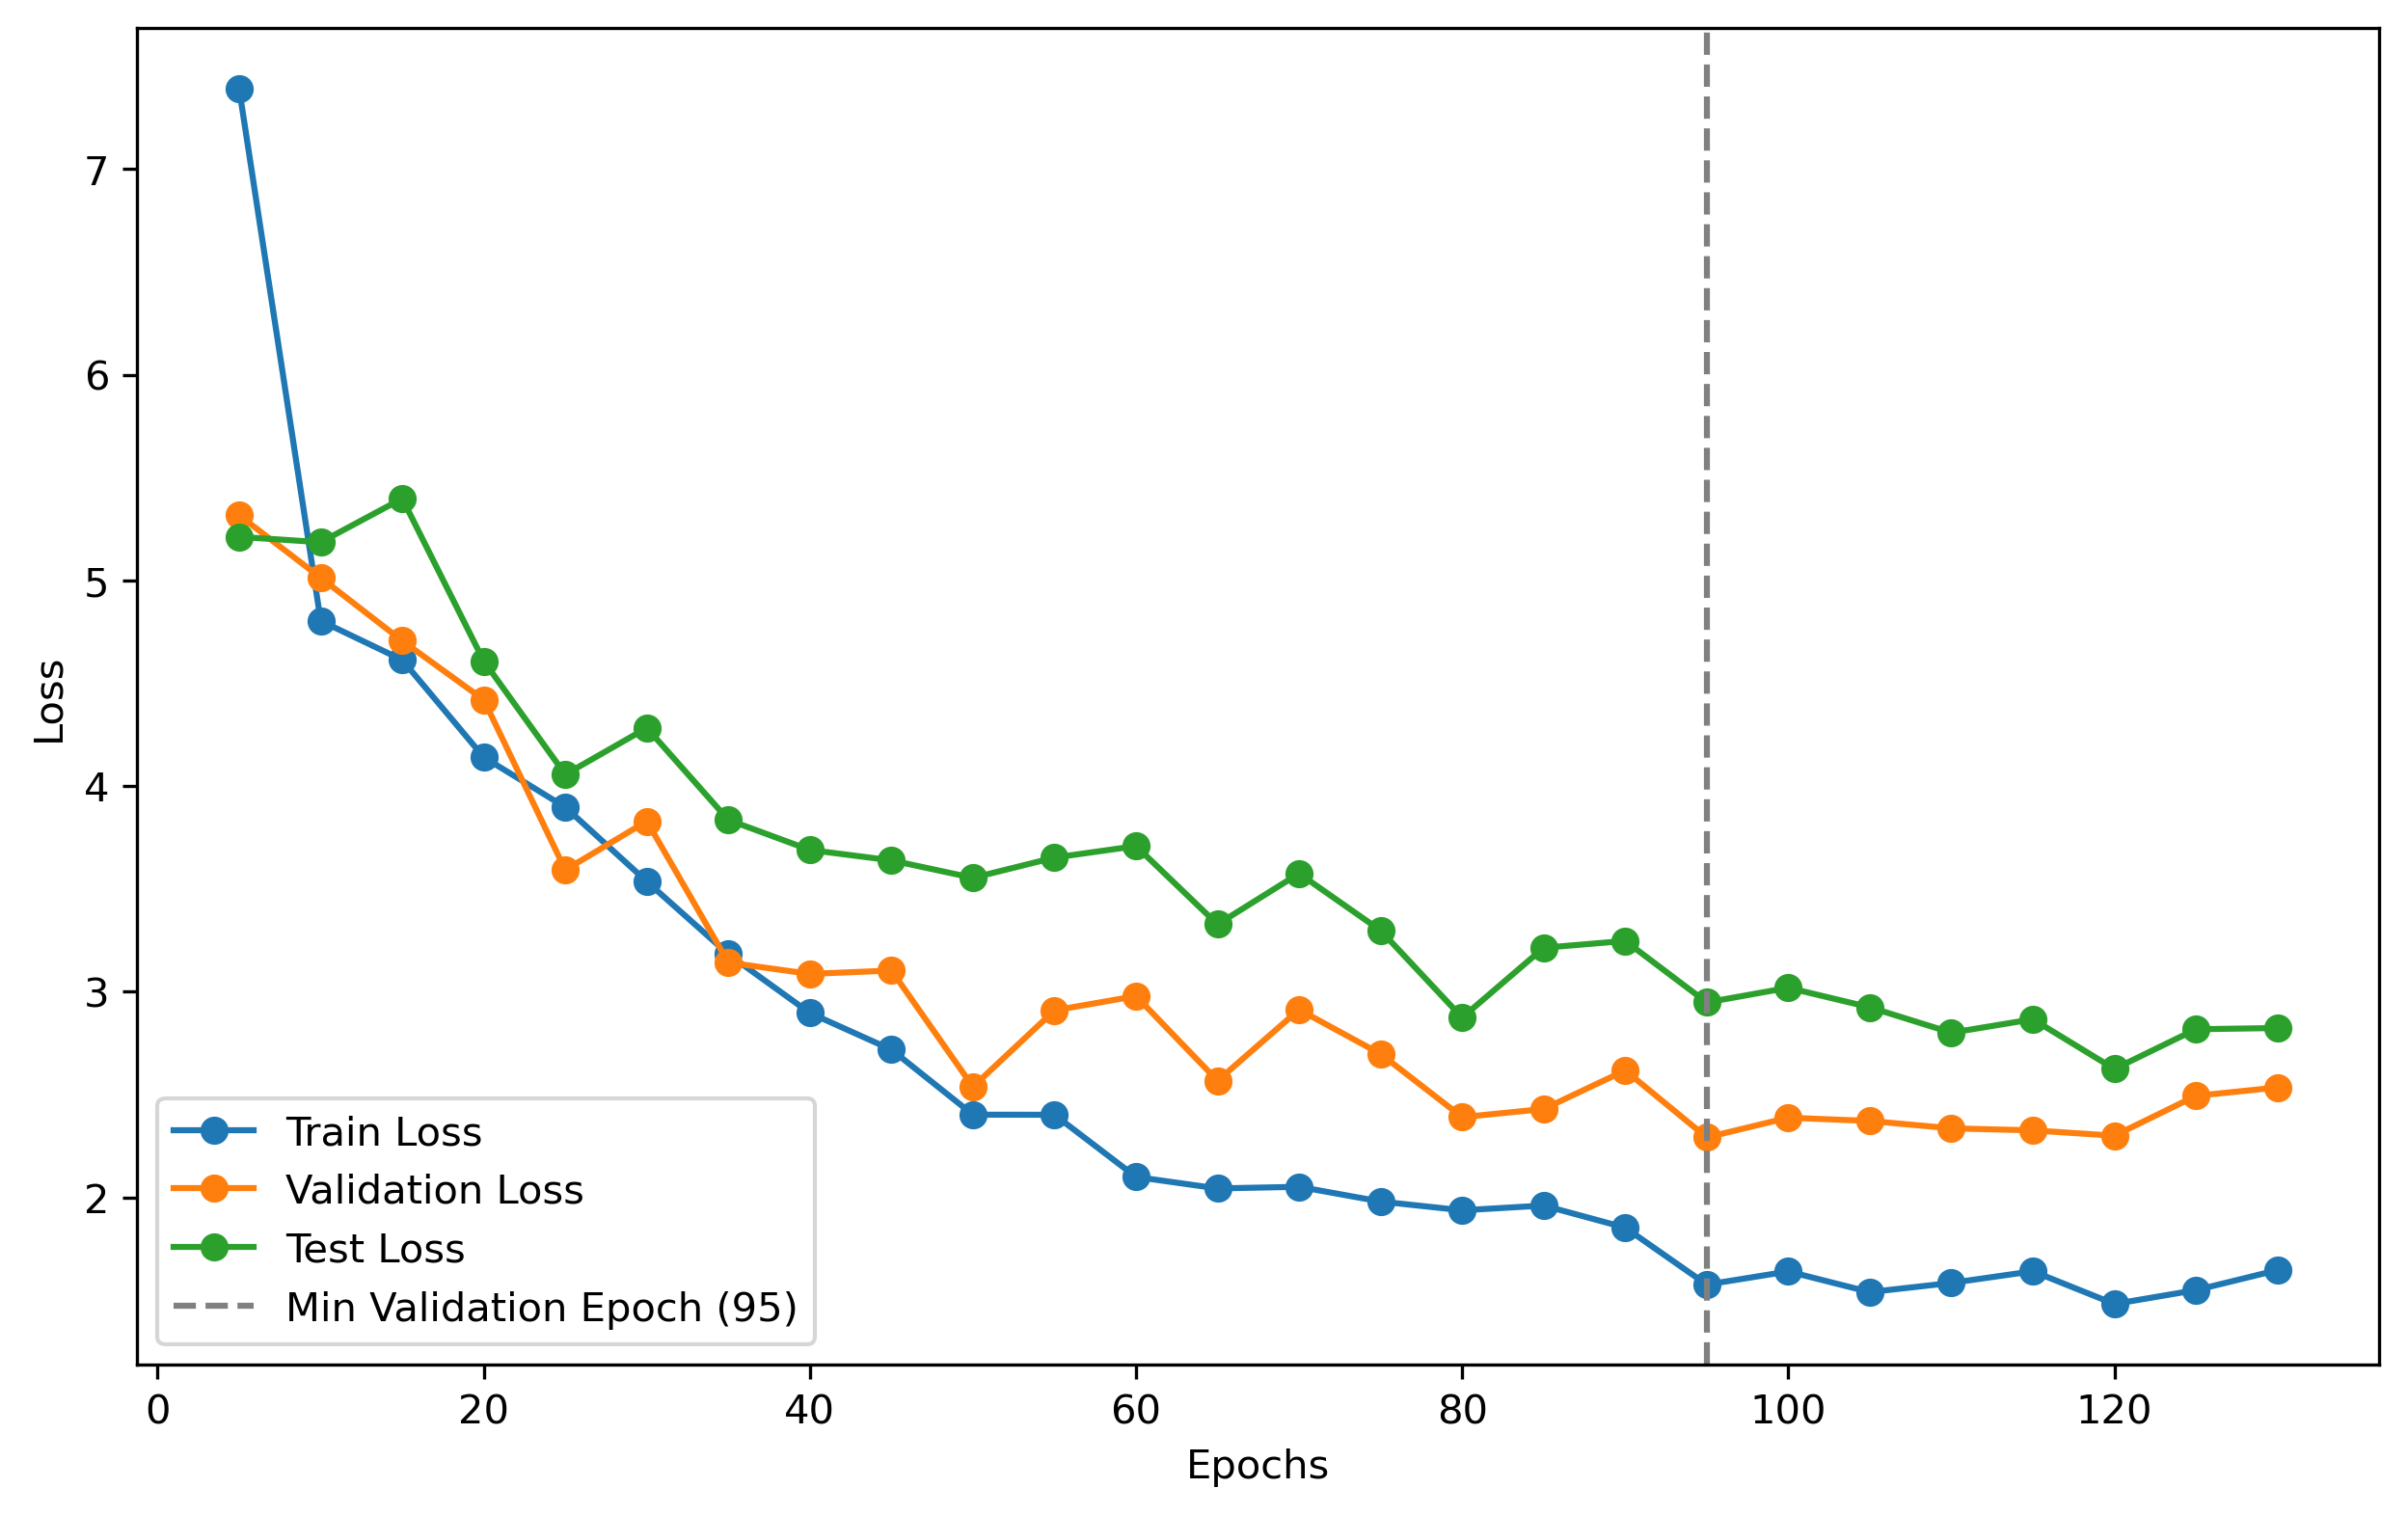 7
6
5
4
3
2
Loss
Train Loss
Validation Loss
Test Loss
Min Validation Epoch (95)
0 20 40 60 80 100 120
Epochs